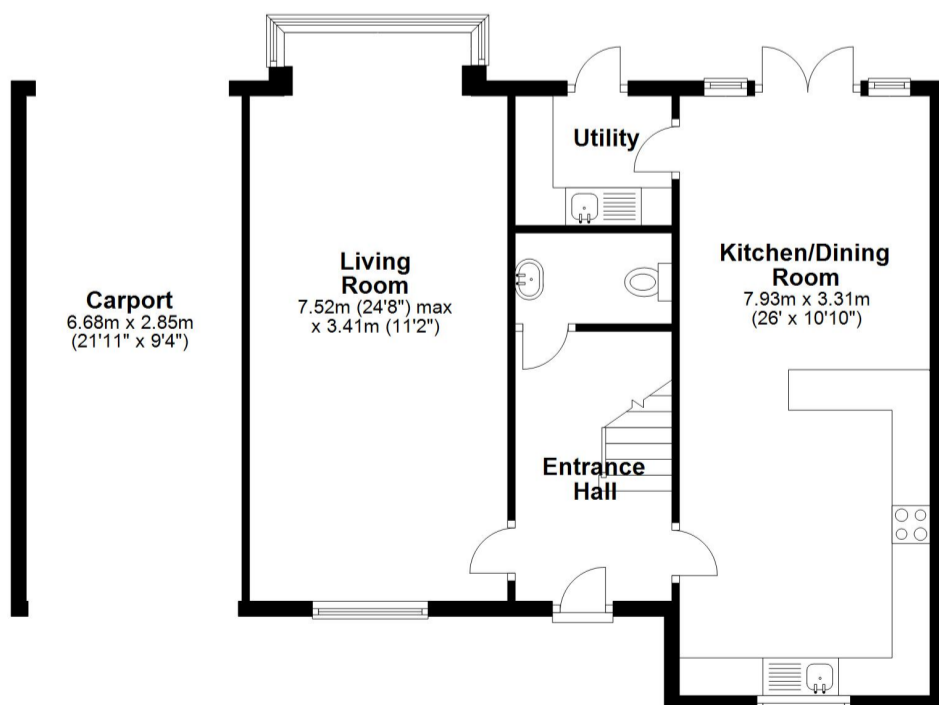 Utility
Kitchen/Dining
Room
7.93m x 3.31m
(26' x 10'10")
Living
Room
7.52m (24'8") max
x 3.41m (11'2")
Carport
6.68m x 2.85m
(21'11" x 9'4")
Entrance
Hall